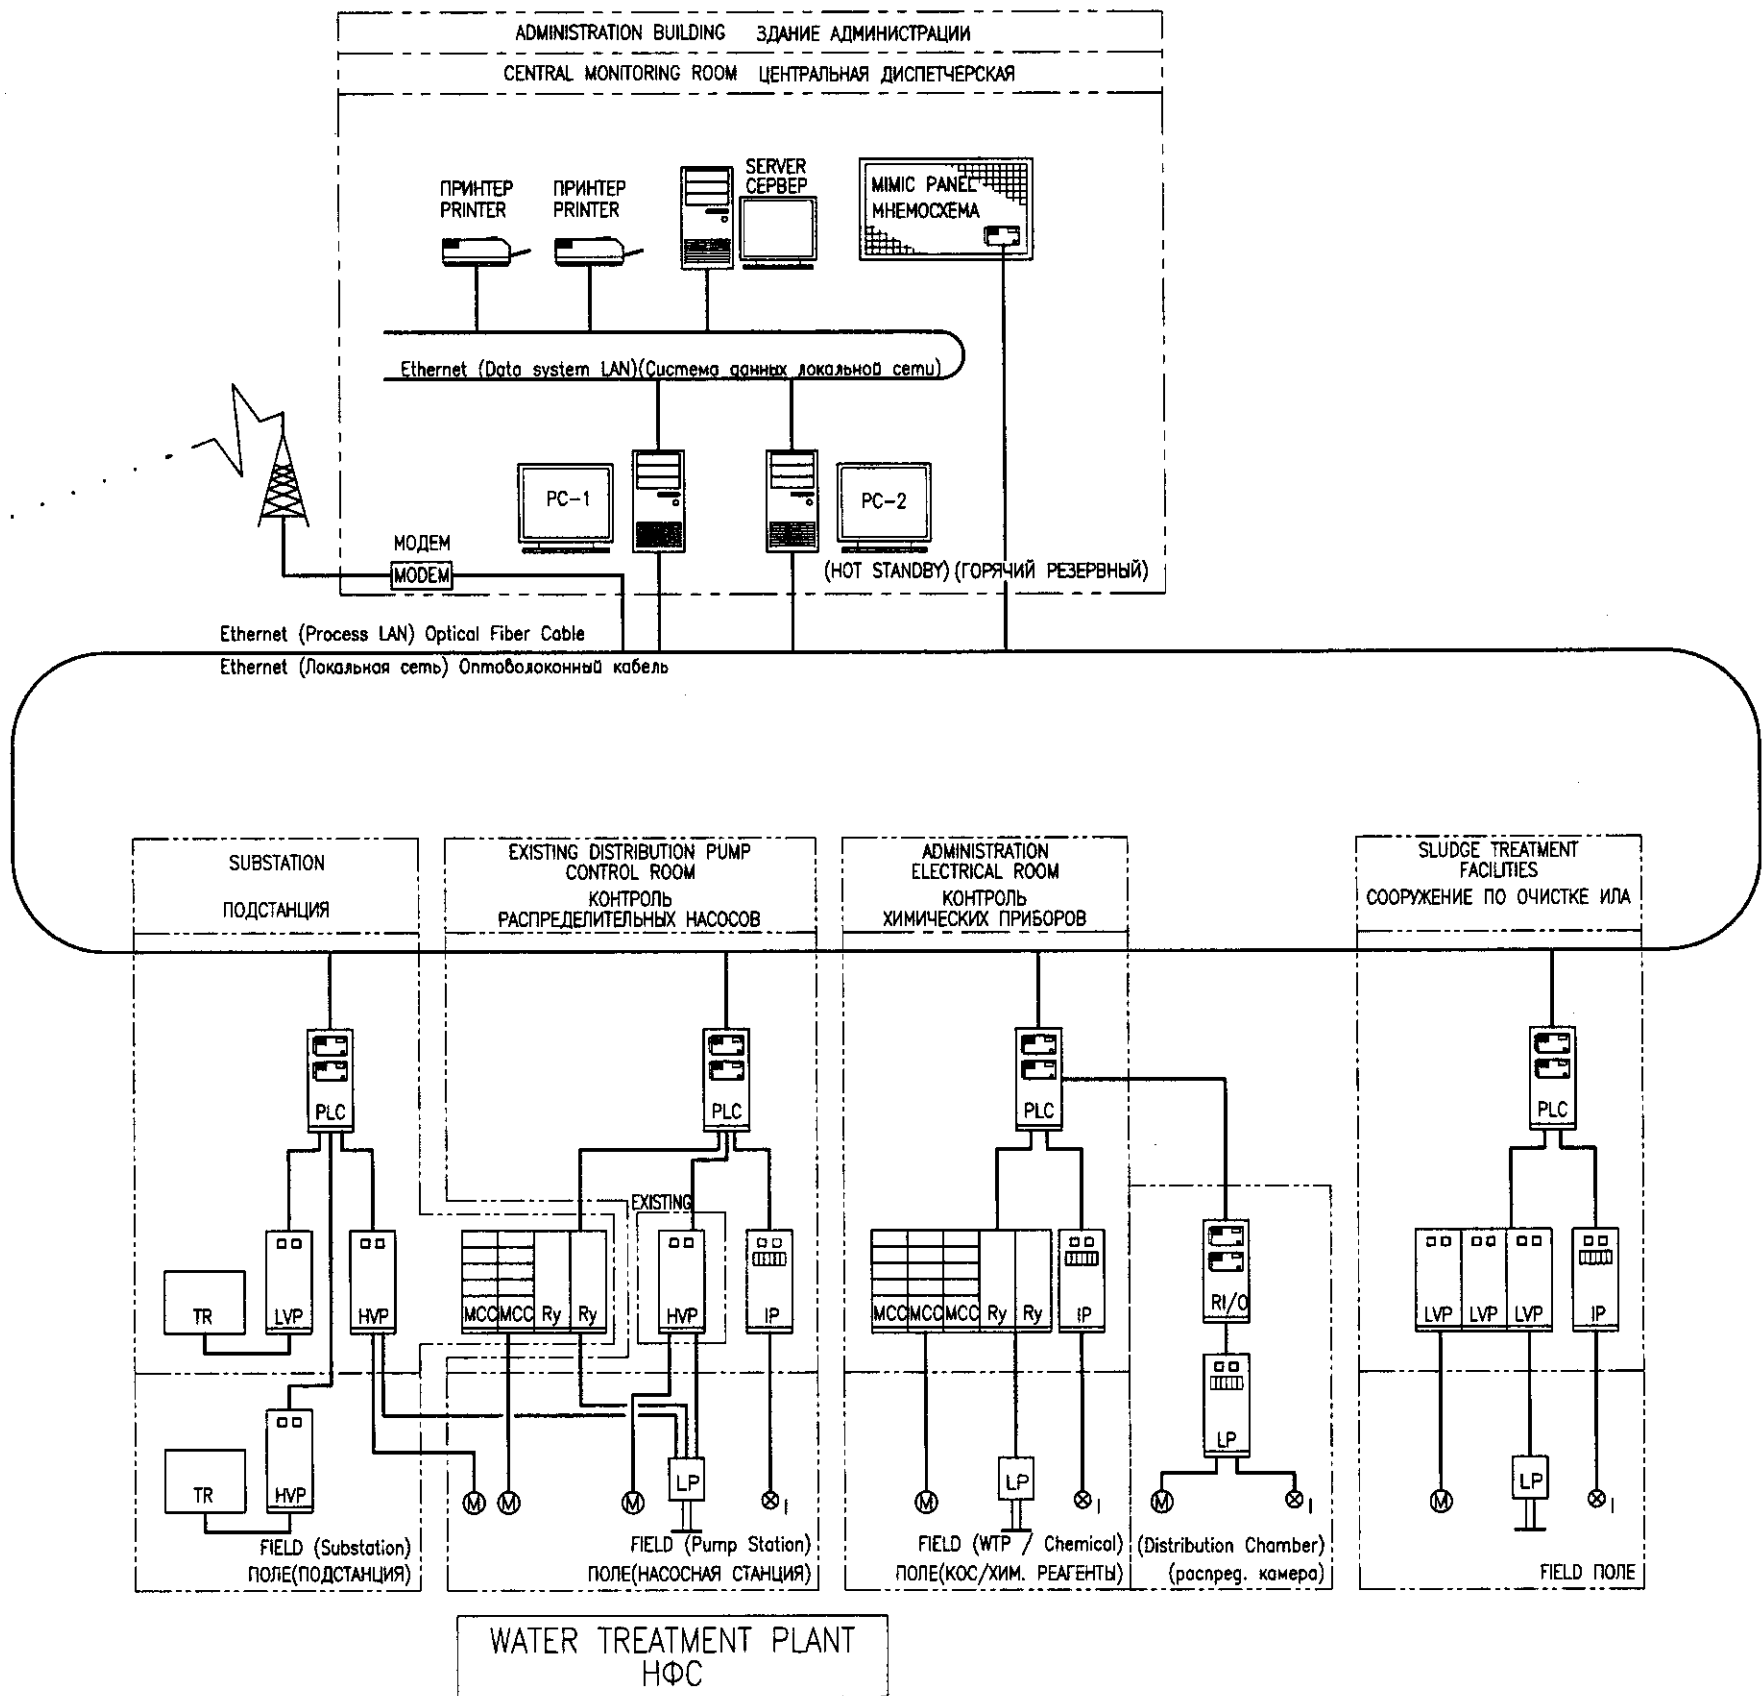 ADMINISTRATION BUILDING ЗДАНИЕ АДМИНИСТРАЦИИ
CENTRAL MONITORING ROOM ЦЕНТРАЛЬНАЯ ДИСПЕТЧЕРСКАЯ
ПРИНТЕР
PRINTER
ПРИНТЕР
PRINTER
SERVER
СЕРВЕР
MIMIC PANEL
МНЕМОСХЕМА
Ethernet (Data system LAN)(Система данных локальной сети)
PC-1
PC-2
(HOT STANDBY) (ГОРЯЧИЙ РЕЗЕРВНЫЙ)
МОДЕМ
MODEM
Ethernet (Process LAN) Optical Fiber Cable
Ethernet (Локальная сеть) Оптоволоконный кабель
SUBSTATION
ПОДСТАНЦИЯ
EXISTING DISTRIBUTION PUMP
CONTROL ROOM
КОНТРОЛЬ
РАСПРЕДЕЛИТЕЛЬНЫХ НАСОСОВ
ADMINISTRATION
ELECTRICAL ROOM
КОНТРОЛЬ
ХИМИЧЕСКИХ ПРИБОРОВ
SLUDGE TREATMENT
FACILITIES
СООРУЖЕНИЕ ПО ОЧИСТКЕ ИЛА
PLC
PLC
PLC
PLC
EXISTING
TR
LVP
HVP
MCC
MCC
Ry
Ry
HVP
IP
MCC
MCC
MCC
Ry
Ry
IP
RI/O
LVP
LVP
LVP
IP
LP
TR
HVP
M
M
M
LP
I
M
LP
I
M
I
M
LP
I
FIELD (Substation)
ПОЛЕ(ПОДСТАНЦИЯ)
FIELD (Pump Station)
ПОЛЕ(НАСОСНАЯ СТАНЦИЯ)
FIELD (WTP / Chemical)
ПОЛЕ(КОС/ХИМ. РЕАГЕНТЫ)
(Distribution Chamber)
(распред. камера)
FIELD ПОЛЕ
WATER TREATMENT PLANT
НФС